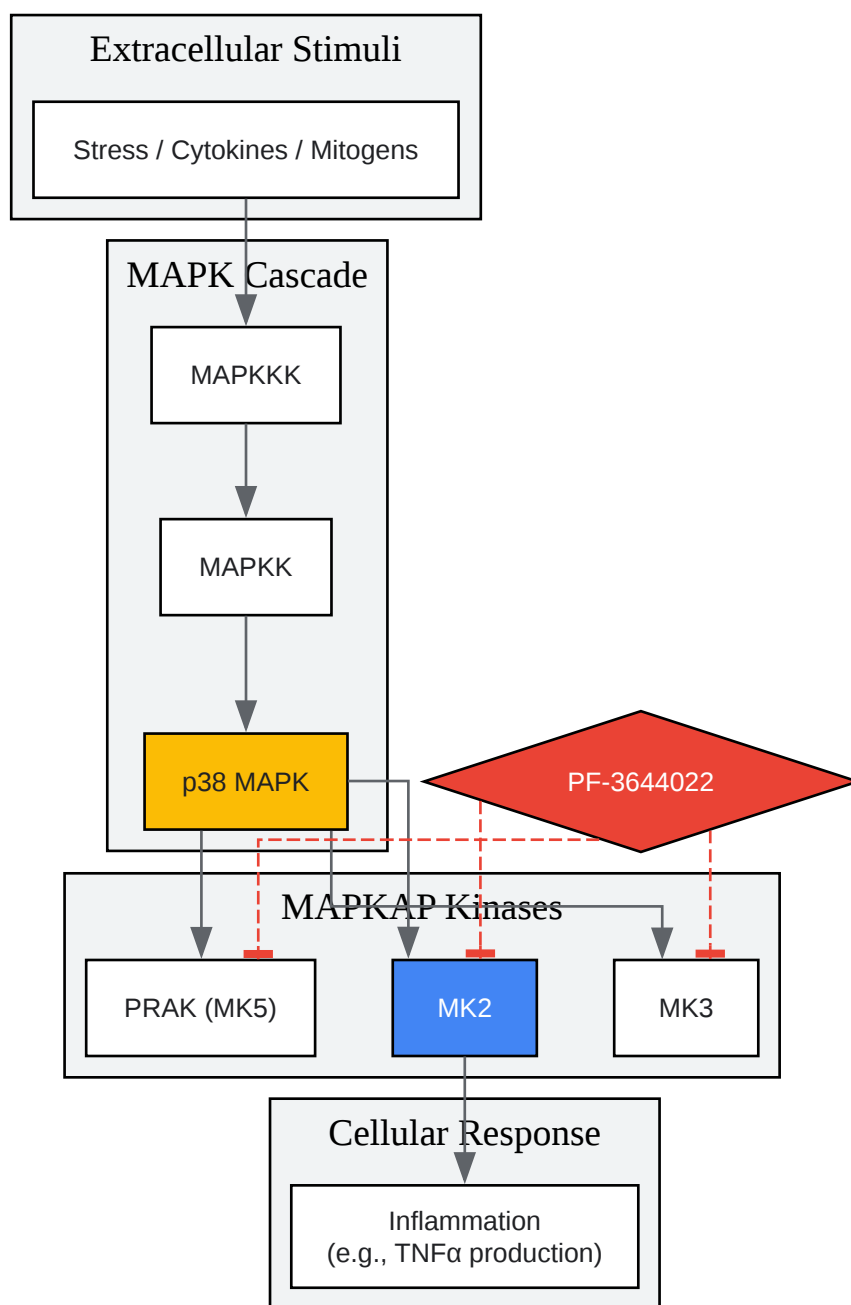 Extracellular Stimuli
Stress / Cytokines / Mitogens
MAPK Cascade
MAPKKK
MAPKK
p38 MAPK
PF-3644022
MAPKAP Kinases
PRAK (MK5)
MK2
MK3
Cellular Response
Inflammation
(e.g., TNFα production)